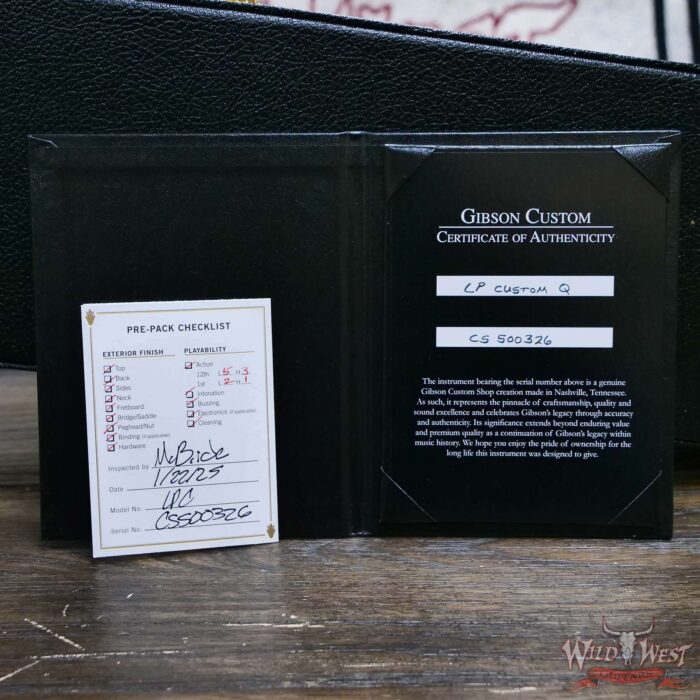 PRE-PACK CHECKLIST
EXTERIOR FINISH
Top
Back
Sides
Neck
Fretboard
Bridge/Saddle
Peghead/Nut
Binding (if applicable)
Hardware
PLAYABILITY
Action
12th L 5 H 3
1st L 2 H 1
Intonation
Buzzing
Electronics (if applicable)
Cleaning
Inspected by McBride
Date 1/22/25
Model No. LPC
Serial No. CS500326
GIBSON CUSTOM
CERTIFICATE OF AUTHENTICITY
LP CUSTOM Q
CS 500326
The instrument bearing the serial number above is a genuine
Gibson Custom Shop creation made in Nashville, Tennessee.
As such, it represents the pinnacle of craftsmanship, quality and
sound excellence and celebrates Gibson's legacy through accuracy
and authenticity. Its significance extends beyond enduring value
and premium quality as a continuation of Gibson's legacy within
music history. We hope you enjoy the pride of ownership for the
long life this instrument was designed to give.
WILD WEST
GUITARS